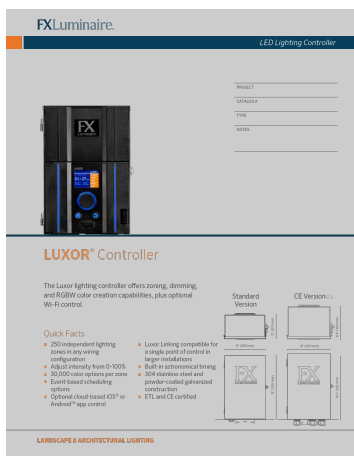 FXLuminaire.
LED Lighting Controller
PROJECT
CATALOG #
TYPE
NOTES
FX
LUXOR® Controller
The Luxor lighting controller offers zoning, dimming,
and RGBW color creation capabilities, plus optional
Wi-Fi control.
Quick Facts
250 independent lighting
zones in any wiring
configuration
Adjust intensity from 0-100%
30,000 color options per zone
Event-based scheduling
options
Optional cloud-based iOS® or
Android™ app control
Luxor Linking compatible for
a single point of control in
larger installations
Built-in astronomical timing
304 stainless steel and
powder-coated galvanized
construction
ETL and CE certified
Standard
Version
CE Version
FX
FX
LANDSCAPE & ARCHITECTURAL LIGHTING